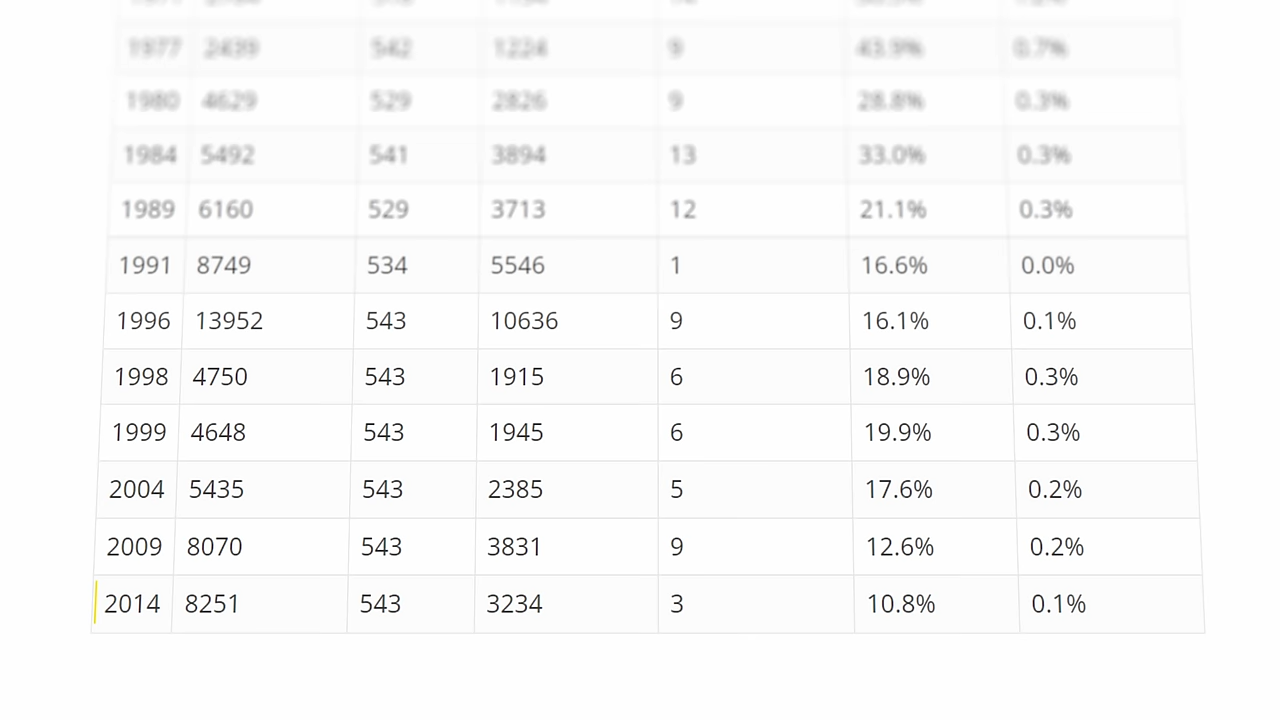 1977 2439 542 1224 9 43.9% 0.7%
1980 4629 529 2826 9 28.8% 0.3%
1984 5492 541 3894 13 33.0% 0.3%
1989 6160 529 3713 12 21.1% 0.3%
1991 8749 534 5546 1 16.6% 0.0%
1996 13952 543 10636 9 16.1% 0.1%
1998 4750 543 1915 6 18.9% 0.3%
1999 4648 543 1945 6 19.9% 0.3%
2004 5435 543 2385 5 17.6% 0.2%
2009 8070 543 3831 9 12.6% 0.2%
2014 8251 543 3234 3 10.8% 0.1%